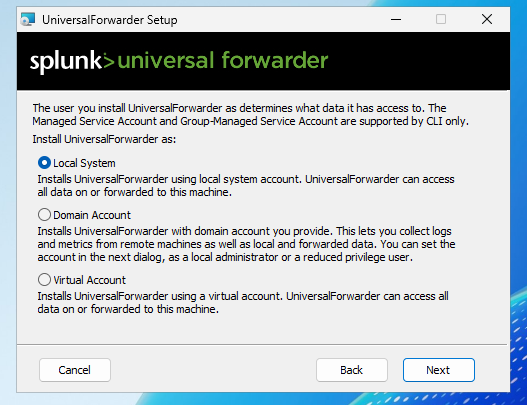 UniversalForwarder Setup
splunk>universal forwarder
The user you install UniversalForwarder as determines what data it has access to. The
Managed Service Account and Group-Managed Service Account are supported by CLI only.
Install UniversalForwarder as:
Local System
Installs UniversalForwarder using local system account. UniversalForwarder can access
all data on or forwarded to this machine.
Domain Account
Installs UniversalForwarder with domain account you provide. This lets you collect logs
and metrics from remote machines as well as local and forwarded data. You can set the
account in the next dialog, as a local administrator or a reduced privilege user.
Virtual Account
Installs UniversalForwarder using a virtual account. UniversalForwarder can access all
data on or forwarded to this machine.
Cancel Back Next